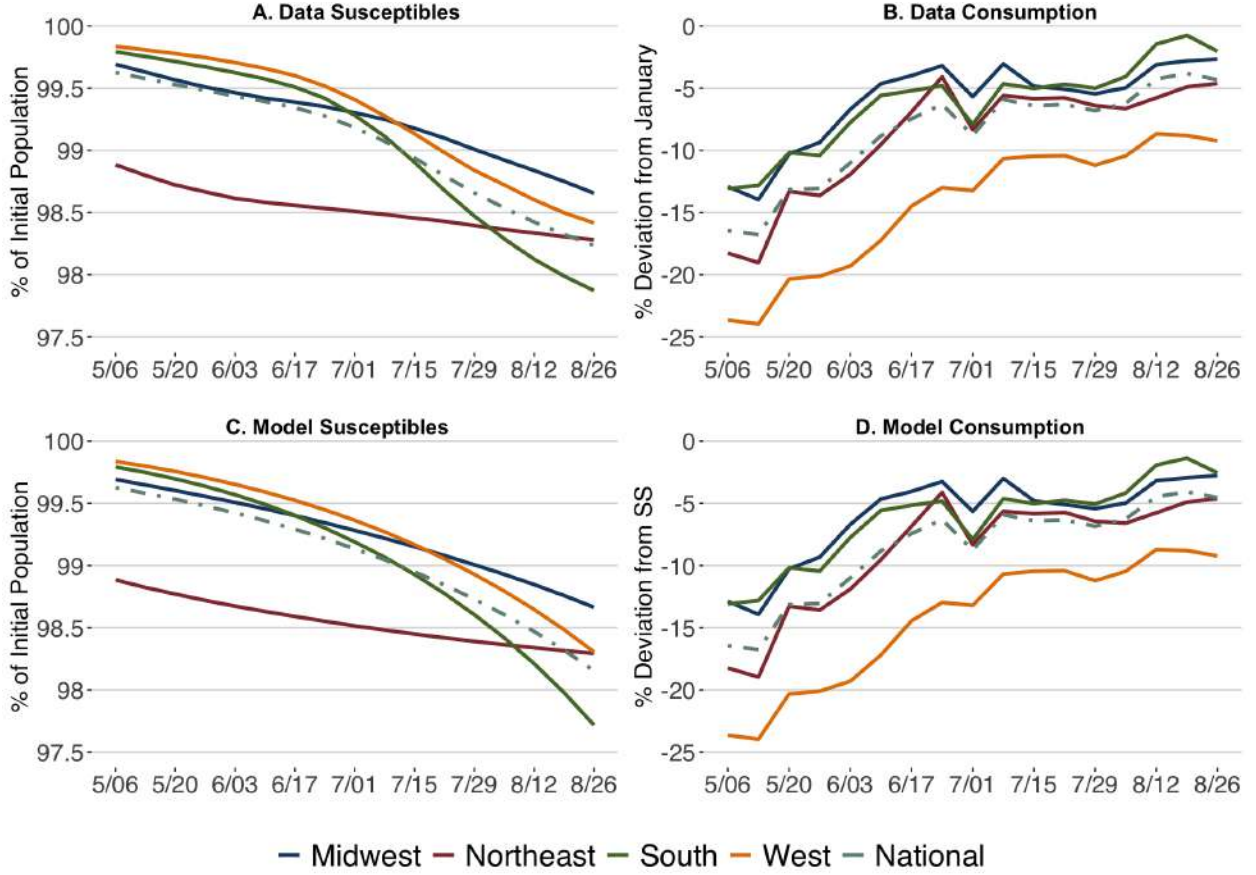 A. Data Susceptibles
% of Initial Population
100
99.5
99
98.5
98
97.5
5/06 5/20 6/03 6/17 7/01 7/15 7/29 8/12 8/26
B. Data Consumption
% Deviation from January
0
-5
-10
-15
-20
-25
5/06 5/20 6/03 6/17 7/01 7/15 7/29 8/12 8/26
C. Model Susceptibles
% of Initial Population
100
99.5
99
98.5
98
97.5
5/06 5/20 6/03 6/17 7/01 7/15 7/29 8/12 8/26
D. Model Consumption
% Deviation from SS
0
-5
-10
-15
-20
-25
5/06 5/20 6/03 6/17 7/01 7/15 7/29 8/12 8/26
Midwest Northeast South West National